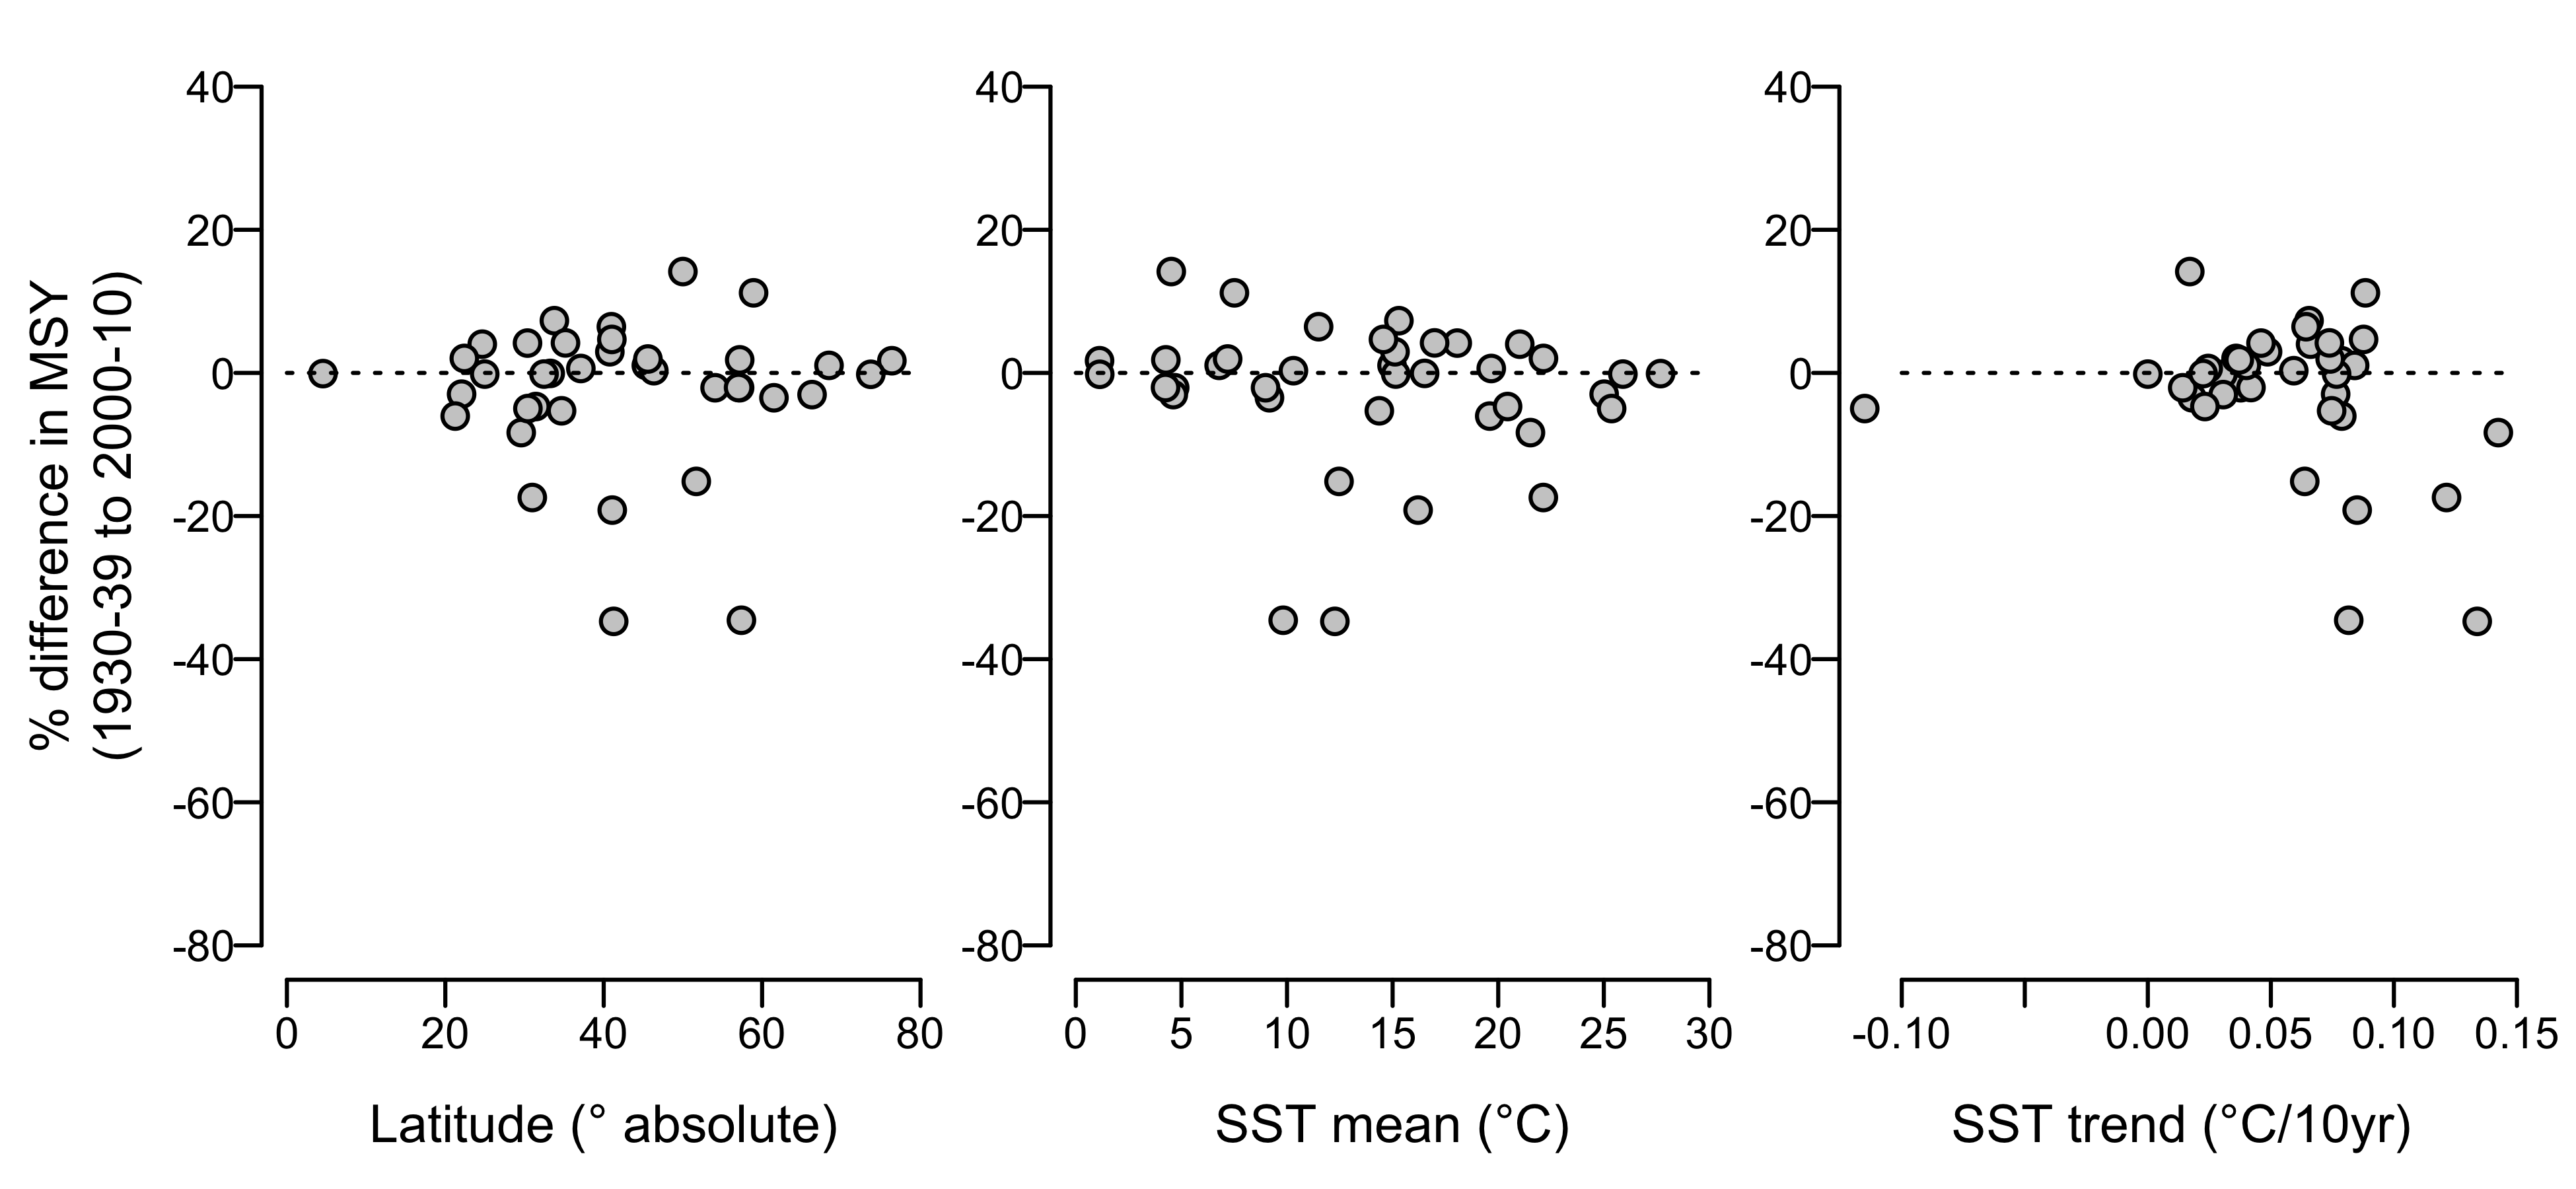 % difference in MSY
(1930-39 to 2000-10)
40
20
0
-20
-40
-60
-80
0 20 40 60 80
Latitude (° absolute)
40
20
0
-20
-40
-60
-80
0 5 10 15 20 25 30
SST mean (°C)
40
20
0
-20
-40
-60
-80
-0.10 0.00 0.05 0.10 0.15
SST trend (°C/10yr)